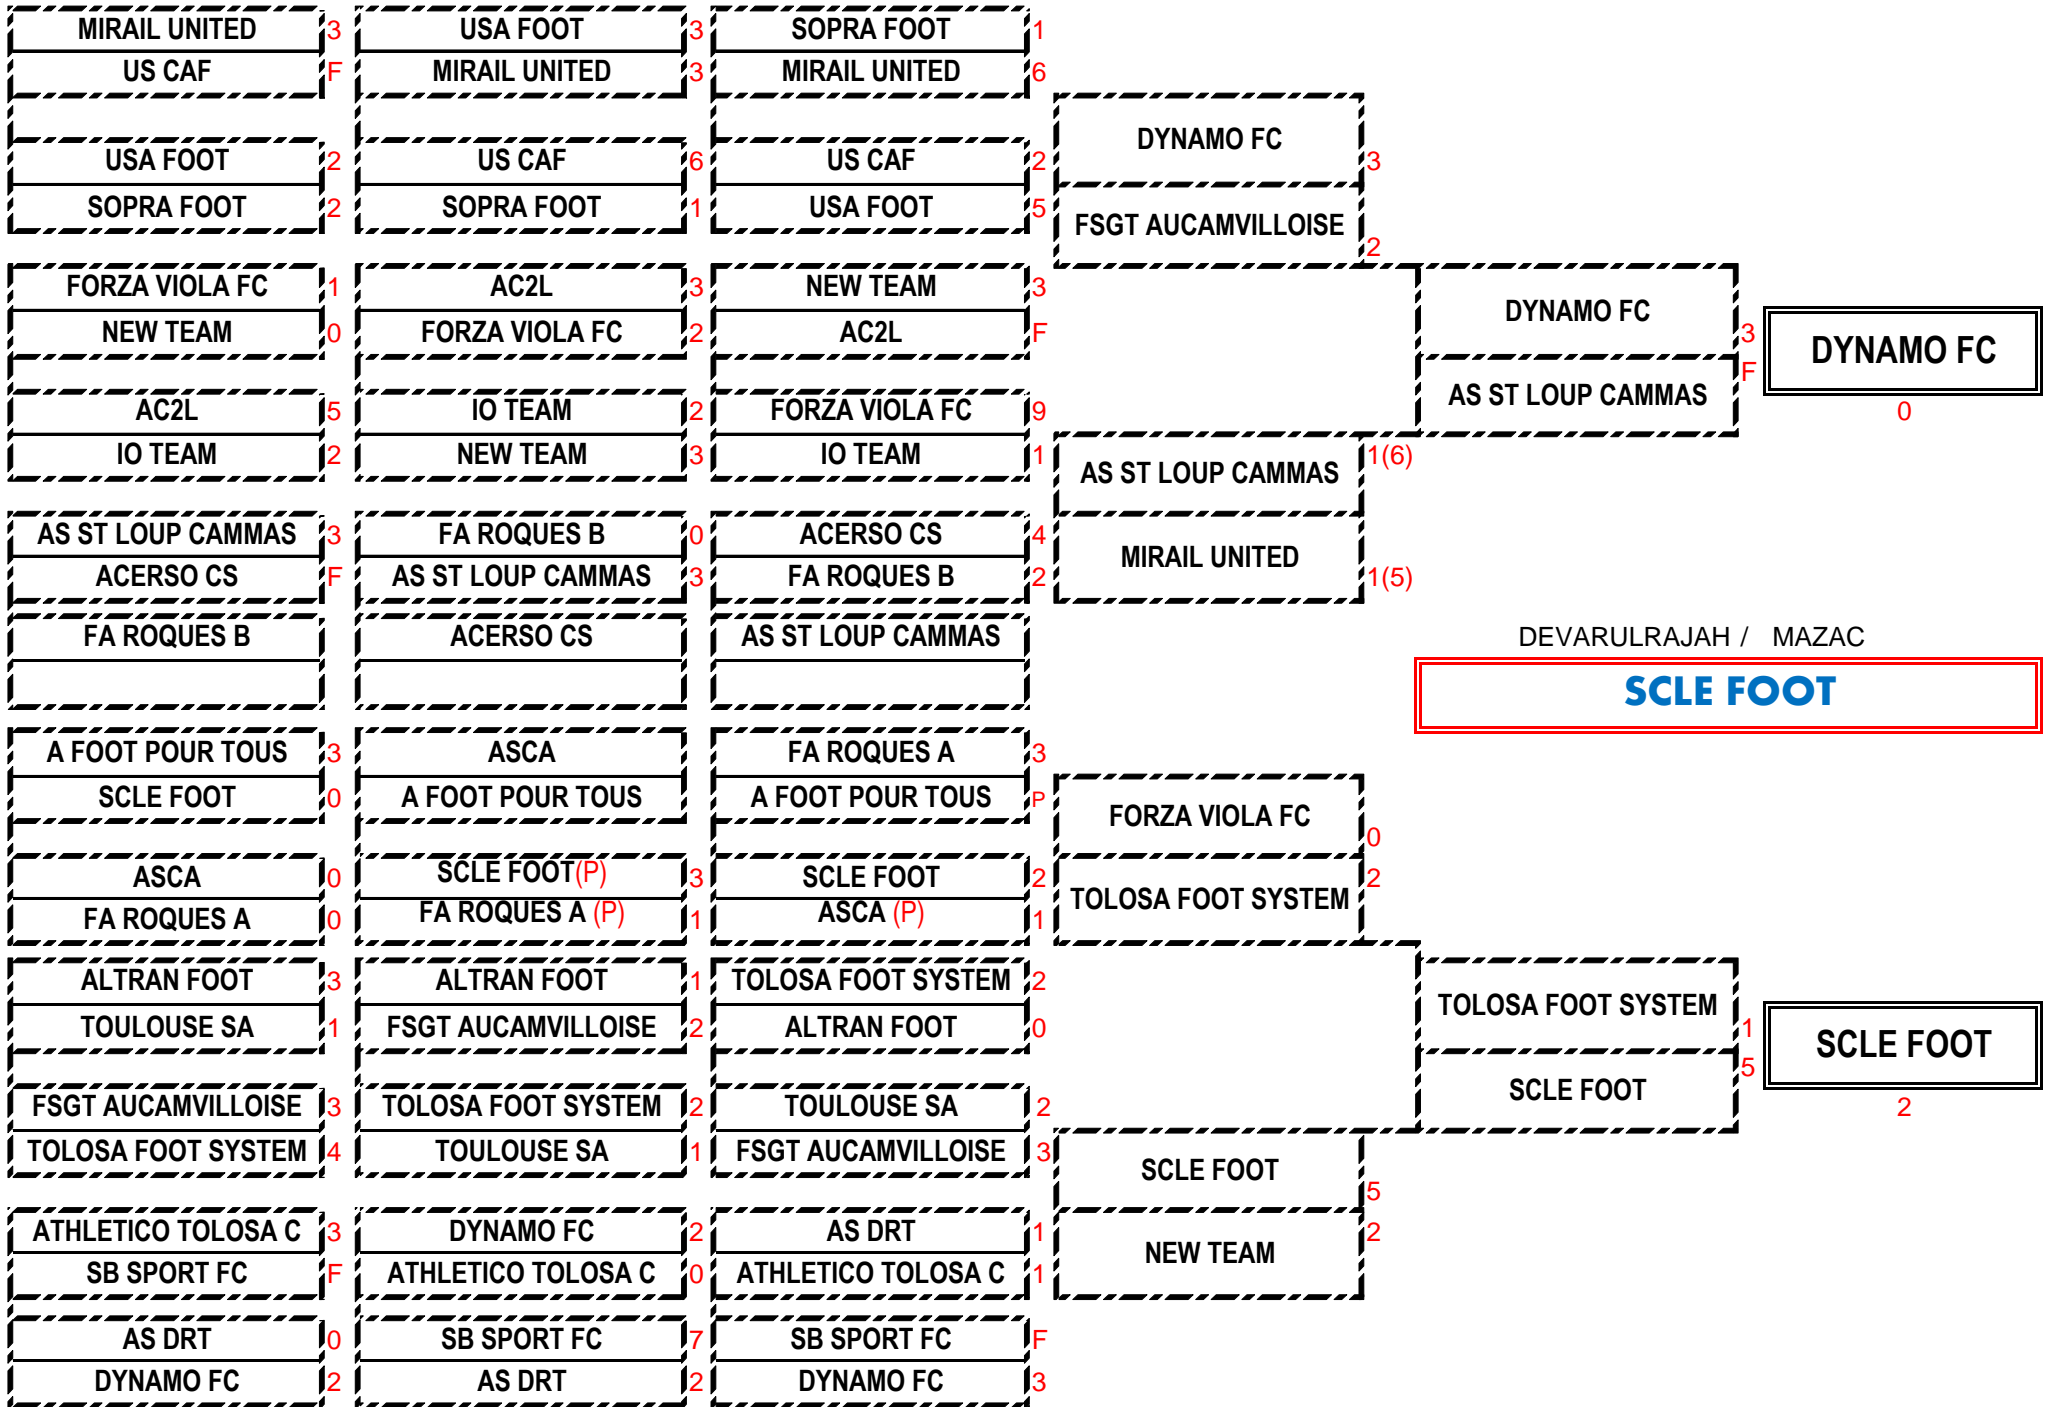 MIRAIL UNITED 3 USA FOOT 3 SOPRA FOOT 1
US CAF F MIRAIL UNITED 3 MIRAIL UNITED 6
DYNAMO FC 3
USA FOOT 2 US CAF 6 US CAF 2
SOPRA FOOT 2 SOPRA FOOT 1 USA FOOT 5
FSGT AUCAMVILLOISE 2
FORZA VIOLA FC 1 AC2L 3 NEW TEAM 3
NEW TEAM 0 FORZA VIOLA FC 2 AC2L F
DYNAMO FC 3
DYNAMO FC
0
AS ST LOUP CAMMAS F
AC2L 5 IO TEAM 2 FORZA VIOLA FC 9
IO TEAM 2 NEW TEAM 3 IO TEAM 1
AS ST LOUP CAMMAS 1(6)
AS ST LOUP CAMMAS 3 FA ROQUES B 0 ACERSO CS 4
ACERSO CS F AS ST LOUP CAMMAS 3 FA ROQUES B 2
MIRAIL UNITED 1(5)
FA ROQUES B ACERSO CS AS ST LOUP CAMMAS
DEVARULRAJAH / MAZAC
SCLE FOOT
A FOOT POUR TOUS 3 ASCA FA ROQUES A 3
SCLE FOOT 0 A FOOT POUR TOUS A FOOT POUR TOUS P
FORZA VIOLA FC 0
ASCA 0 SCLE FOOT(P) 3 SCLE FOOT 2
FA ROQUES A 0 FA ROQUES A (P) 1 ASCA (P) 1
TOLOSA FOOT SYSTEM 2
ALTRAN FOOT 3 ALTRAN FOOT 1 TOLOSA FOOT SYSTEM 2
TOULOUSE SA 1 FSGT AUCAMVILLOISE 2 ALTRAN FOOT 0
TOLOSA FOOT SYSTEM 1
SCLE FOOT
2
SCLE FOOT 5
FSGT AUCAMVILLOISE 3 TOLOSA FOOT SYSTEM 2 TOULOUSE SA 2
TOLOSA FOOT SYSTEM 4 TOULOUSE SA 1 FSGT AUCAMVILLOISE 3
SCLE FOOT 5
ATHLETICO TOLOSA C 3 DYNAMO FC 2 AS DRT 1
SB SPORT FC F ATHLETICO TOLOSA C 0 ATHLETICO TOLOSA C 1
NEW TEAM 2
AS DRT 0 SB SPORT FC 7 SB SPORT FC F
DYNAMO FC 2 AS DRT 2 DYNAMO FC 3